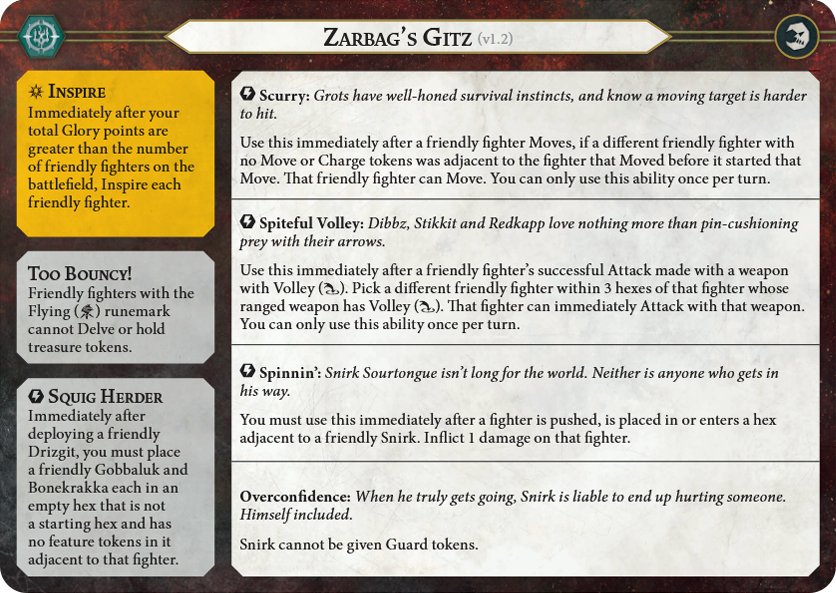 Zarbag's Gitz (v1.2)
Inspire
Immediately after your
total Glory points are
greater than the number
of friendly fighters on the
battlefield, Inspire each
friendly fighter.
Too Bouncy!
Friendly fighters with the
Flying ( ) runemark
cannot Delve or hold
treasure tokens.
Squig Herder
Immediately after
deploying a friendly
Drizgit, you must place
a friendly Gobbaluk and
Bonekrakka each in an
empty hex that is not
a starting hex and has
no feature tokens in it
adjacent to that fighter.
Scurry: Grots have well-honed survival instincts, and know a moving target is harder
to hit.
Use this immediately after a friendly fighter Moves, if a different friendly fighter with
no Move or Charge tokens was adjacent to the fighter that Moved before it started that
Move. That friendly fighter can Move. You can only use this ability once per turn.
Spiteful Volley: Dibbz, Stikkit and Redkapp love nothing more than pin-cushioning
prey with their arrows.
Use this immediately after a friendly fighter's successful Attack made with a weapon
with Volley ( ). Pick a different friendly fighter within 3 hexes of that fighter whose
ranged weapon has Volley ( ). That fighter can immediately Attack with that weapon.
You can only use this ability once per turn.
Spinnin': Snirk Sourtongue isn't long for the world. Neither is anyone who gets in
his way.
You must use this immediately after a fighter is pushed, is placed in or enters a hex
adjacent to a friendly Snirk. Inflict 1 damage on that fighter.
Overconfidence: When he truly gets going, Snirk is liable to end up hurting someone.
Himself included.
Snirk cannot be given Guard tokens.